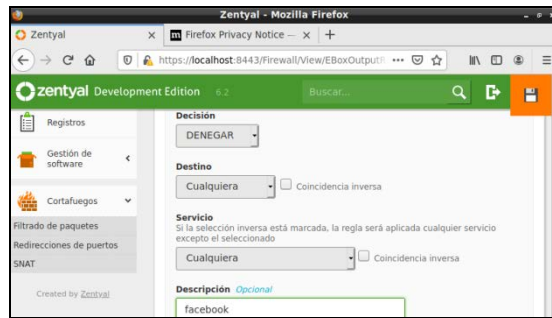 Zentyal - Mozilla Firefox
Zentyal
Firefox Privacy Notice —
https://localhost:8443/Firewall/View/EBoxOutputR
zentyal Development Edition 6.2
Buscar...
Registros
Gestión de
software
Cortafuegos
Filtrado de paquetes
Redirecciones de puertos
SNAT
Created by Zentyal
Decisión
DENEGAR
Destino
Cualquiera
Coincidencia inversa
Servicio
Si la selección inversa está marcada, la regla será aplicada cualquier servicio
excepto el seleccionado
Cualquiera
Coincidencia inversa
Descripción Opcional
facebook